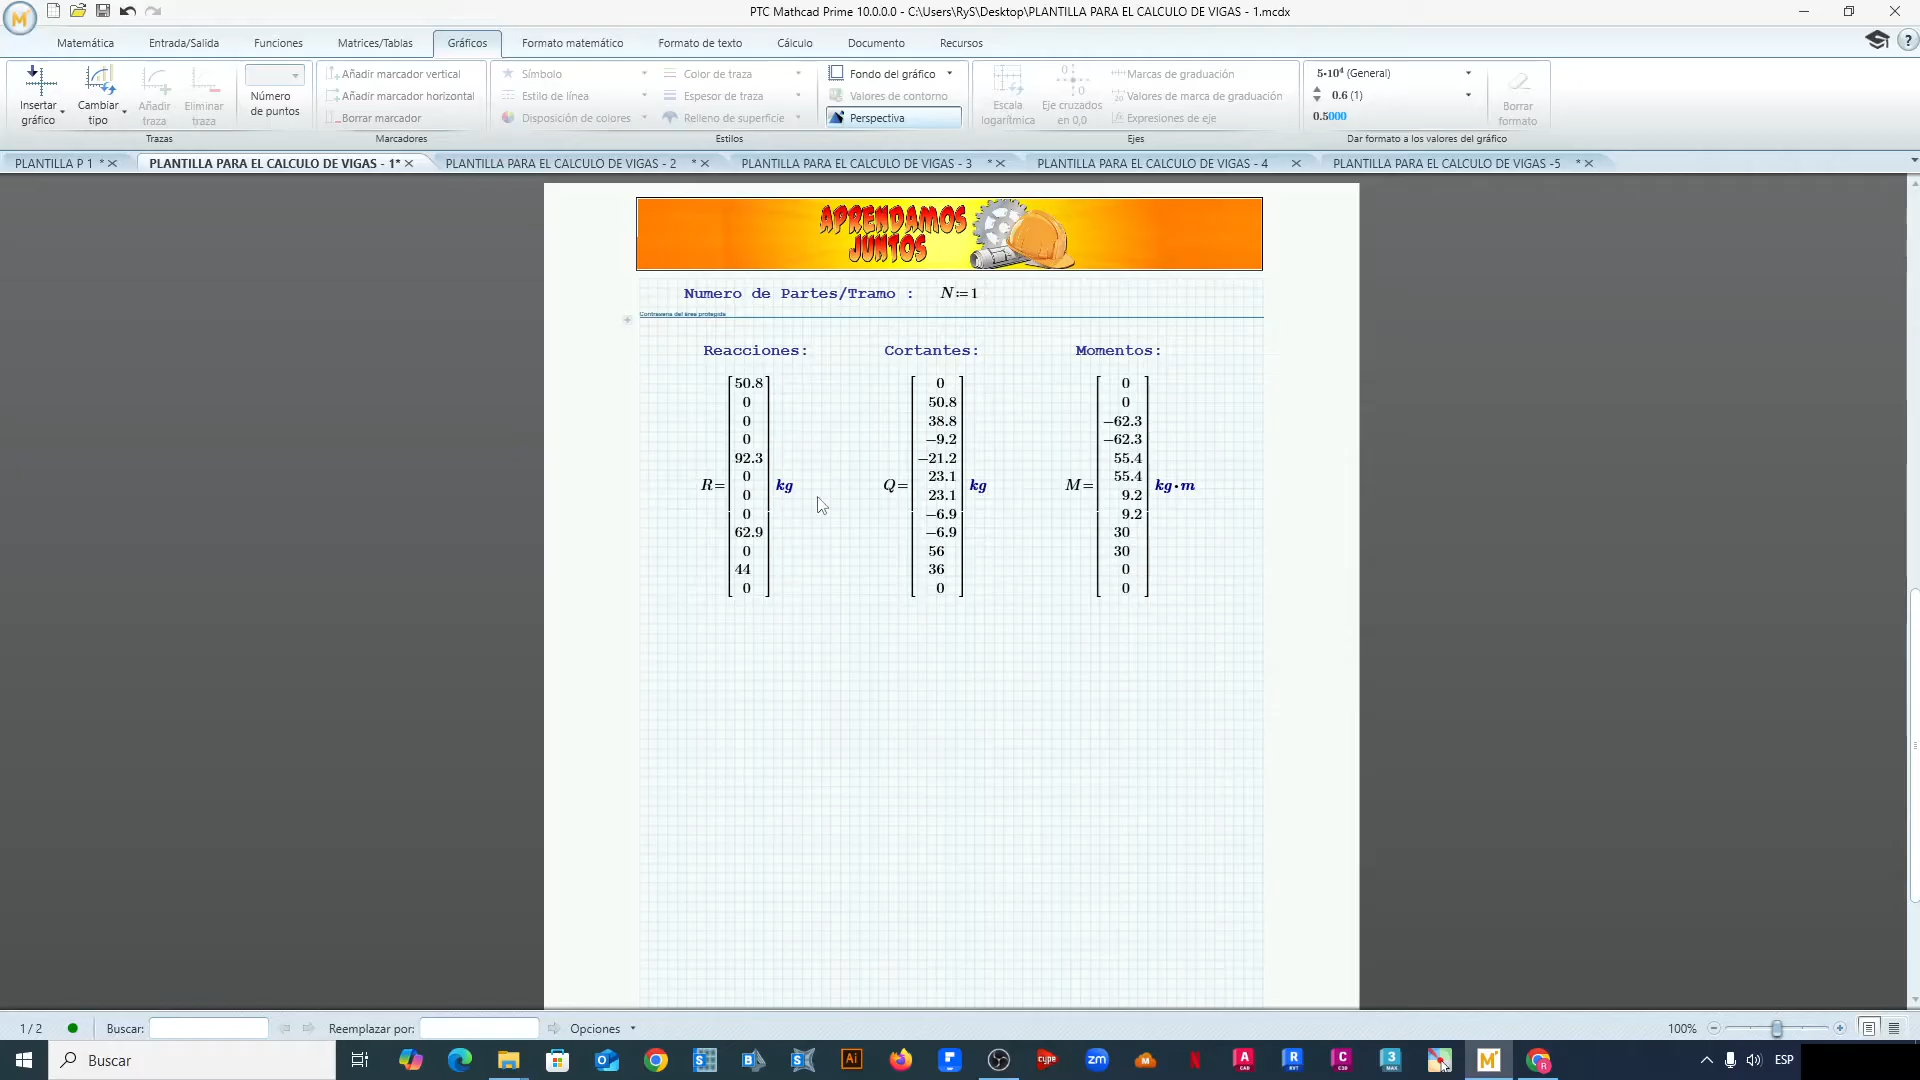 PTC Mathcad Prime 10.0.0.0 - C:\Users\RyS\Desktop\PLANTILLA PARA EL CALCULO DE VIGAS - 1.mcdx
Matemática Entrada/Salida Funciones Matrices/Tablas Gráficos Formato matemático Formato de texto Cálculo Documento Recursos
Insertar gráfico
Cambiar tipo
Añadir traza
Eliminar traza
Trazas
Número de puntos
Añadir marcador vertical
Añadir marcador horizontal
Borrar marcador
Marcadores
Símbolo
Estilo de línea
Disposición de colores
Color de traza
Espesor de traza
Relleno de superficie
Estilos
Fondo del gráfico
Valores de contorno
Perspectiva
Escala logarítmica
Eje cruzados en 0,0
Marcas de graduación
Valores de marca de graduación
Expresiones de eje
Ejes
5•10⁴ (General)
0.6 (1)
0.5000
Borrar formato
Dar formato a los valores del gráfico
PLANTILLA P 1 * PLANTILLA PARA EL CALCULO DE VIGAS - 1* PLANTILLA PARA EL CALCULO DE VIGAS - 2 * PLANTILLA PARA EL CALCULO DE VIGAS - 3 * PLANTILLA PARA EL CALCULO DE VIGAS - 4 PLANTILLA PARA EL CALCULO DE VIGAS -5 *
APRENDAMOS
JUNTOS
Numero de Partes/Tramo : N:=1
Contraseña del área protegida
Reacciones: Cortantes: Momentos:
R=
50.8
0
0
0
92.3
0
0
0
62.9
0
44
0
kg
Q=
0
50.8
38.8
−9.2
−21.2
23.1
23.1
−6.9
−6.9
56
36
0
kg
M=
0
0
−62.3
−62.3
55.4
55.4
9.2
9.2
30
30
0
0
kg•m
1 / 2 Buscar: Reemplazar por: Opciones 100%
Buscar ESP